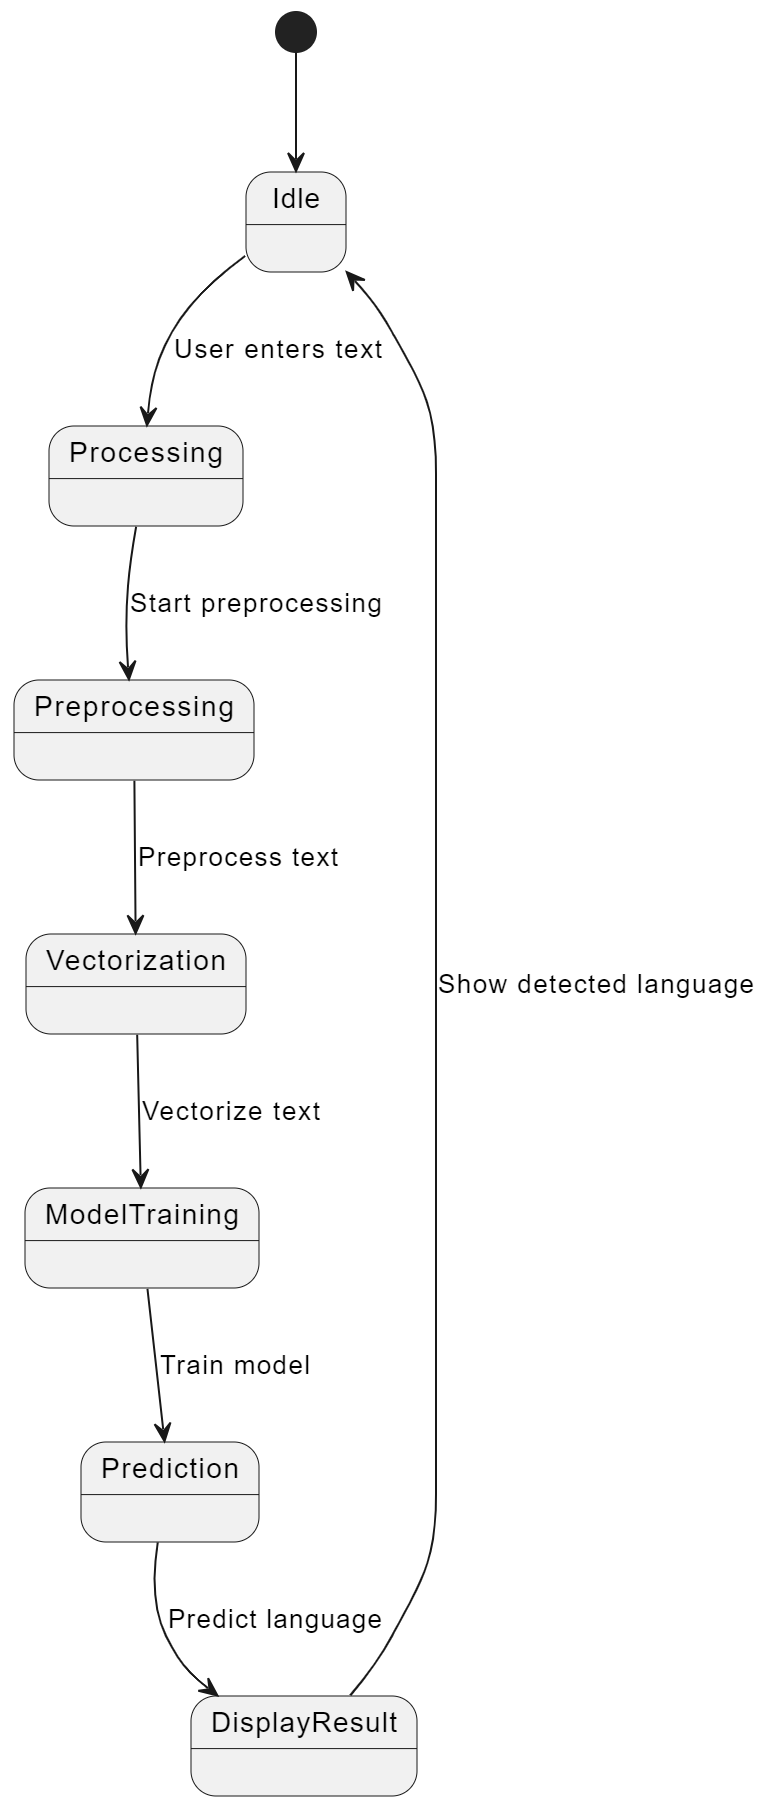 Idle
User enters text
Processing
Start preprocessing
Preprocessing
Preprocess text
Vectorization
Show detected language
Vectorize text
ModelTraining
Train model
Prediction
Predict language
DisplayResult